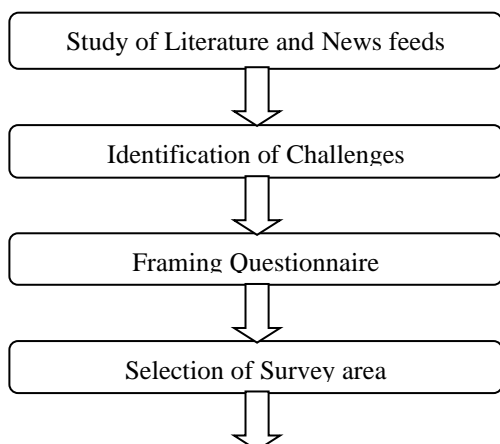 Study of Literature and News feeds
Identification of Challenges
Framing Questionnaire
Selection of Survey area